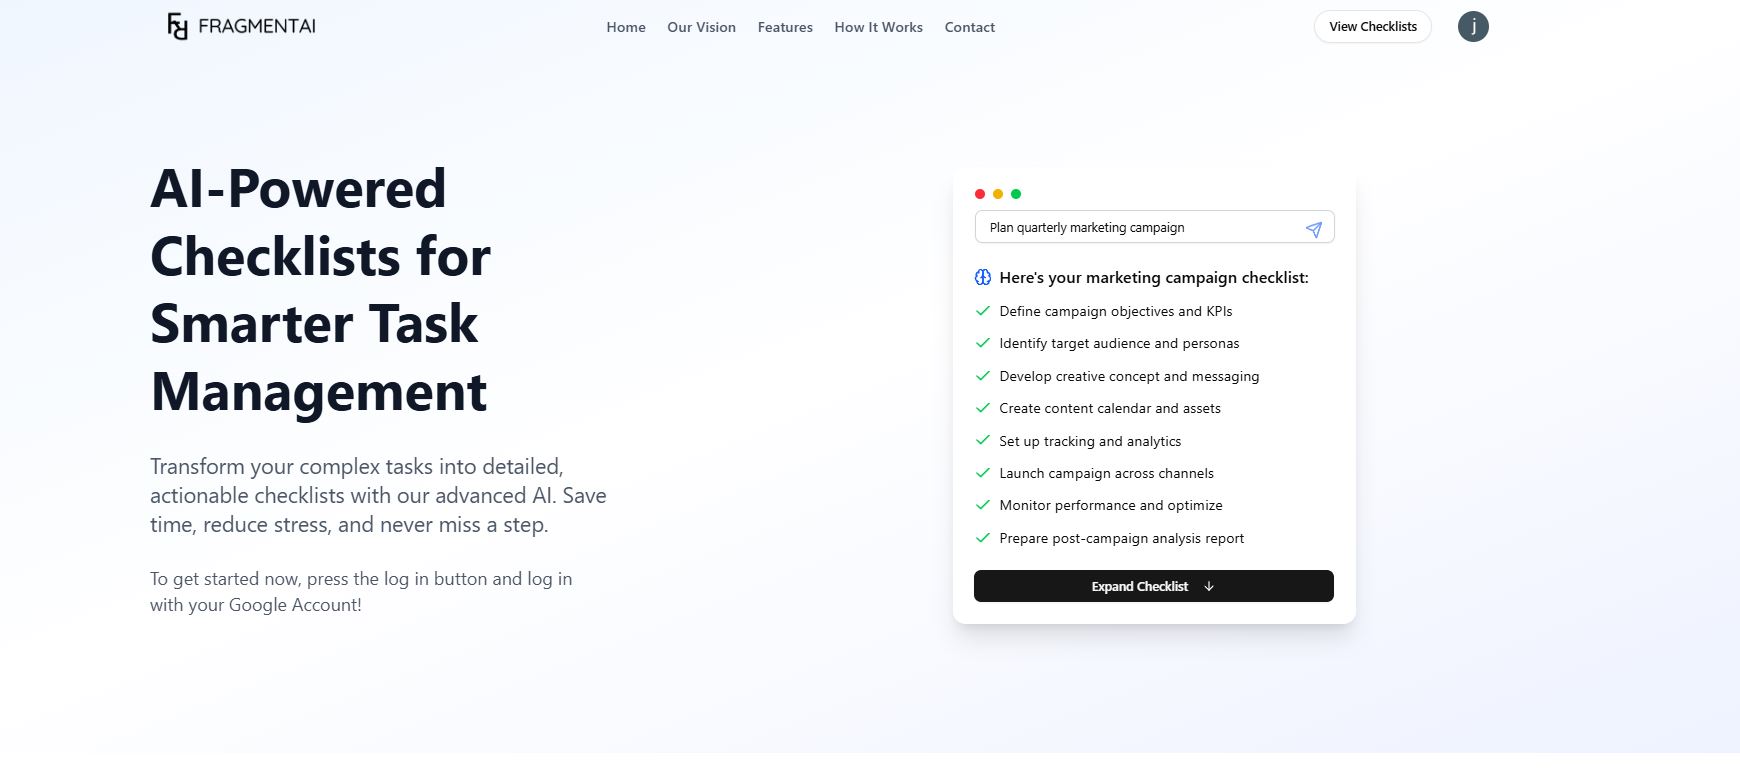 FRAGMENTAI
Home Our Vision Features How It Works Contact
View Checklists
j
AI-Powered
Checklists for
Smarter Task
Management
Transform your complex tasks into detailed,
actionable checklists with our advanced AI. Save
time, reduce stress, and never miss a step.
To get started now, press the log in button and log in
with your Google Account!
Plan quarterly marketing campaign
Here's your marketing campaign checklist:
Define campaign objectives and KPIs
Identify target audience and personas
Develop creative concept and messaging
Create content calendar and assets
Set up tracking and analytics
Launch campaign across channels
Monitor performance and optimize
Prepare post-campaign analysis report
Expand Checklist